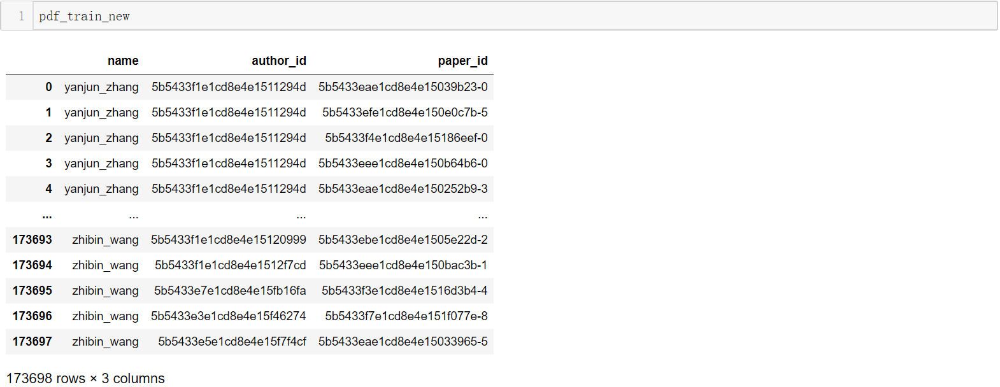 1 pdf_train_new
name author_id paper_id
0 yanjun_zhang 5b5433f1e1cd8e4e1511294d 5b5433eae1cd8e4e15039b23-0
1 yanjun_zhang 5b5433f1e1cd8e4e1511294d 5b5433efe1cd8e4e150e0c7b-5
2 yanjun_zhang 5b5433f1e1cd8e4e1511294d 5b5433f4e1cd8e4e15186eef-0
3 yanjun_zhang 5b5433f1e1cd8e4e1511294d 5b5433eee1cd8e4e150b64b6-0
4 yanjun_zhang 5b5433f1e1cd8e4e1511294d 5b5433eae1cd8e4e150252b9-3
... ... ... ...
173693 zhibin_wang 5b5433f1e1cd8e4e15120999 5b5433ebe1cd8e4e1505e22d-2
173694 zhibin_wang 5b5433f1e1cd8e4e1512f7cd 5b5433eee1cd8e4e150bac3b-1
173695 zhibin_wang 5b5433e7e1cd8e4e15fb16fa 5b5433f3e1cd8e4e1516d3b4-4
173696 zhibin_wang 5b5433e3e1cd8e4e15f46274 5b5433f7e1cd8e4e151f077e-8
173697 zhibin_wang 5b5433e5e1cd8e4e15f7f4cf 5b5433eae1cd8e4e15033965-5
173698 rows × 3 columns